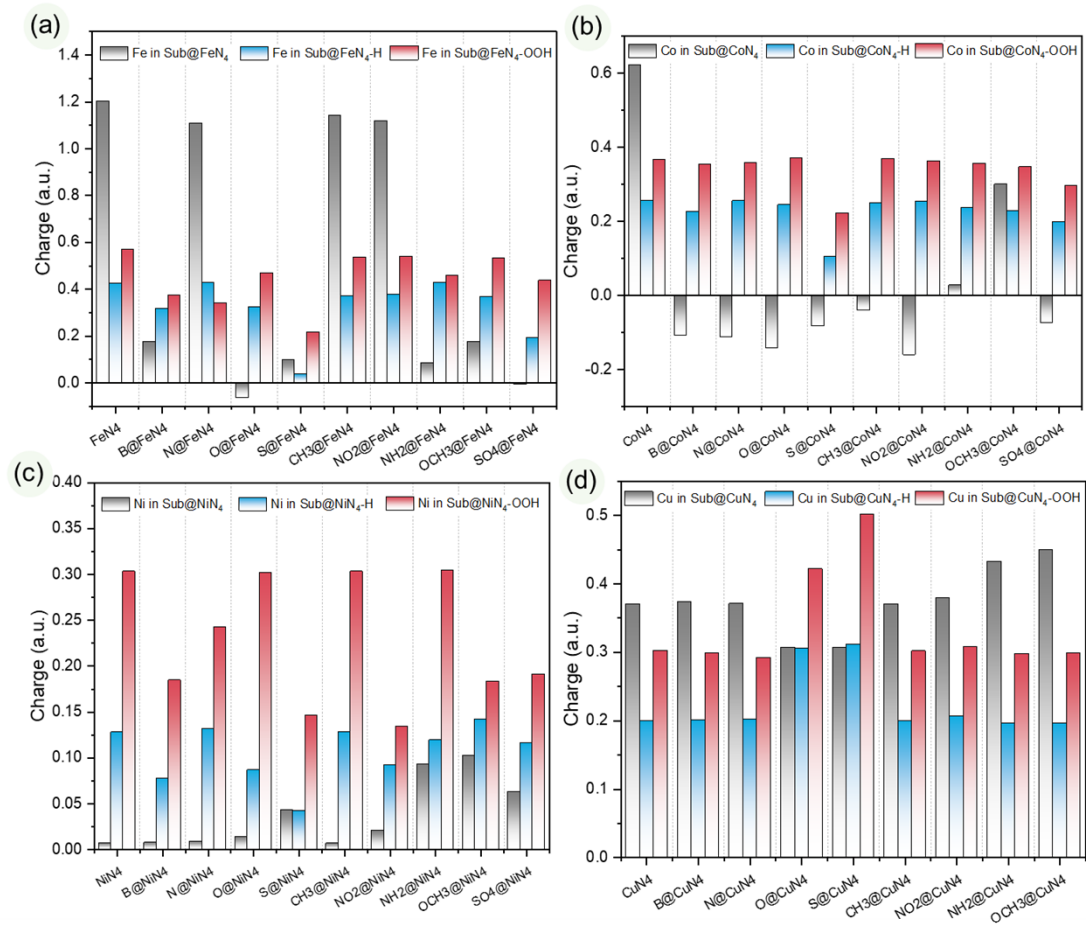 (a)
Fe in Sub@FeN4 Fe in Sub@FeN4-H Fe in Sub@FeN4-OOH
1.4
1.2
1.0
0.8
0.6
0.4
0.2
0.0
Charge (a.u.)
FeN4 B@FeN4 N@FeN4 O@FeN4 S@FeN4 CH3@FeN4 NO2@FeN4 NH2@FeN4 OCH3@FeN4 SO4@FeN4
(b)
Co in Sub@CoN4 Co in Sub@CoN4-H Co in Sub@CoN4-OOH
0.6
0.4
0.2
0.0
-0.2
Charge (a.u.)
CoN4 B@CoN4 N@CoN4 O@CoN4 S@CoN4 CH3@CoN4 NO2@CoN4 NH2@CoN4 OCH3@CoN4 SO4@CoN4
(c)
Ni in Sub@NiN4 Ni in Sub@NiN4-H Ni in Sub@NiN4-OOH
0.40
0.35
0.30
0.25
0.20
0.15
0.10
0.05
0.00
Charge (a.u.)
NiN4 B@NiN4 N@NiN4 O@NiN4 S@NiN4 CH3@NiN4 NO2@NiN4 NH2@NiN4 OCH3@NiN4 SO4@NiN4
(d)
Cu in Sub@CuN4 Cu in Sub@CuN4-H Cu in Sub@CuN4-OOH
0.5
0.4
0.3
0.2
0.1
0.0
Charge (a.u.)
CuN4 B@CuN4 N@CuN4 O@CuN4 S@CuN4 CH3@CuN4 NO2@CuN4 NH2@CuN4 OCH3@CuN4